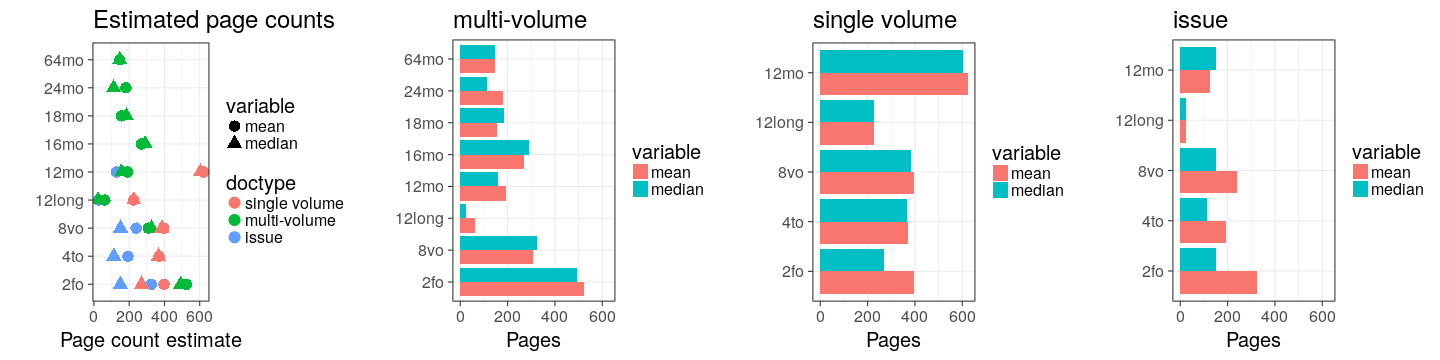 Estimated page counts
64mo
24mo
18mo
16mo
12mo
12long
8vo
4to
2fo
0 200 400 600
Page count estimate
variable
mean
median
doctype
single volume
multi-volume
issue
multi-volume
64mo
24mo
18mo
16mo
12mo
12long
8vo
2fo
0 200 400 600
Pages
variable
mean
median
single volume
12mo
12long
8vo
4to
2fo
0 200 400 600
Pages
variable
mean
median
issue
12mo
12long
8vo
4to
2fo
0 200 400 600
Pages
variable
mean
median